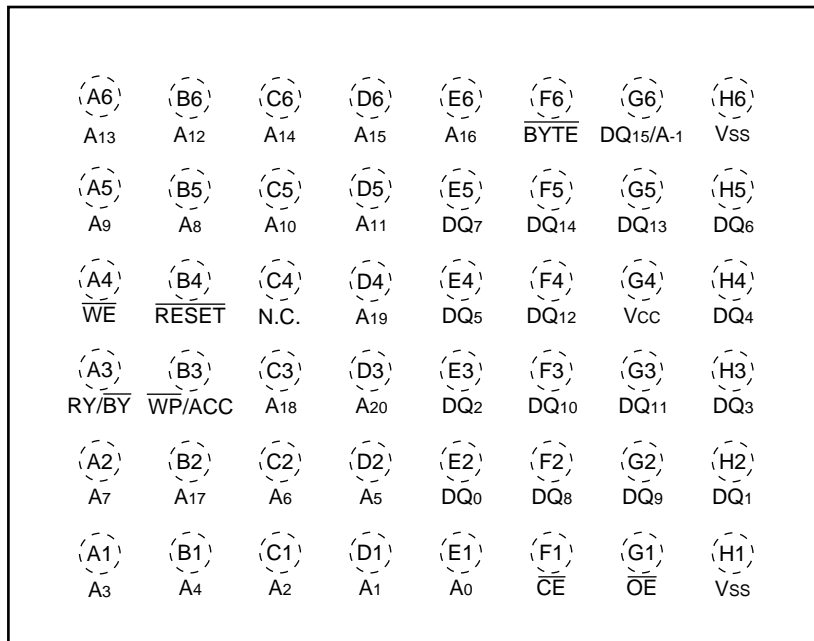 A6 B6 C6 D6 E6 F6 G6 H6
A13 A12 A14 A15 A16 BYTE DQ15/A-1 VSS
A5 B5 C5 D5 E5 F5 G5 H5
A9 A8 A10 A11 DQ7 DQ14 DQ13 DQ6
A4 B4 C4 D4 E4 F4 G4 H4
WE RESET N.C. A19 DQ5 DQ12 VCC DQ4
A3 B3 C3 D3 E3 F3 G3 H3
RY/BY WP/ACC A18 A20 DQ2 DQ10 DQ11 DQ3
A2 B2 C2 D2 E2 F2 G2 H2
A7 A17 A6 A5 DQ0 DQ8 DQ9 DQ1
A1 B1 C1 D1 E1 F1 G1 H1
A3 A4 A2 A1 A0 CE OE VSS